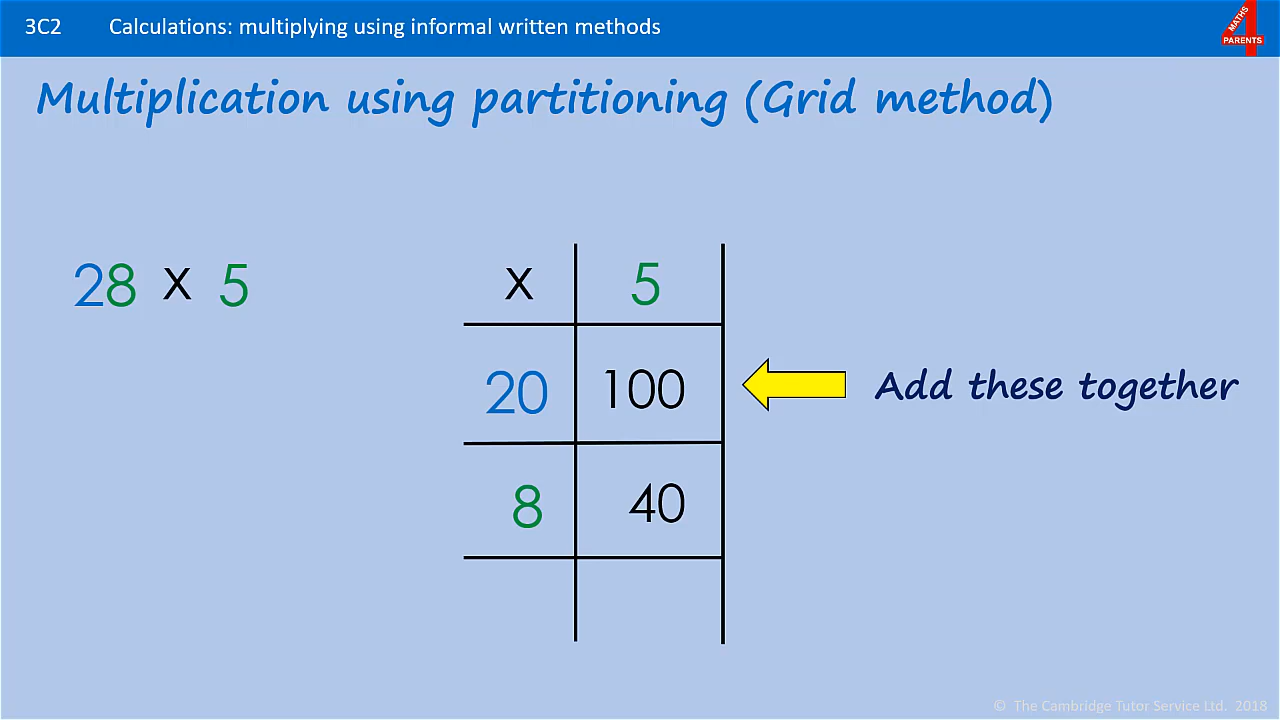 3C2 Calculations: multiplying using informal written methods
MATHS
4
PARENTS
Multiplication using partitioning (Grid method)
28 x 5
x 5
20 100
Add these together
8 40
© The Cambridge Tutor Service Ltd. 2018